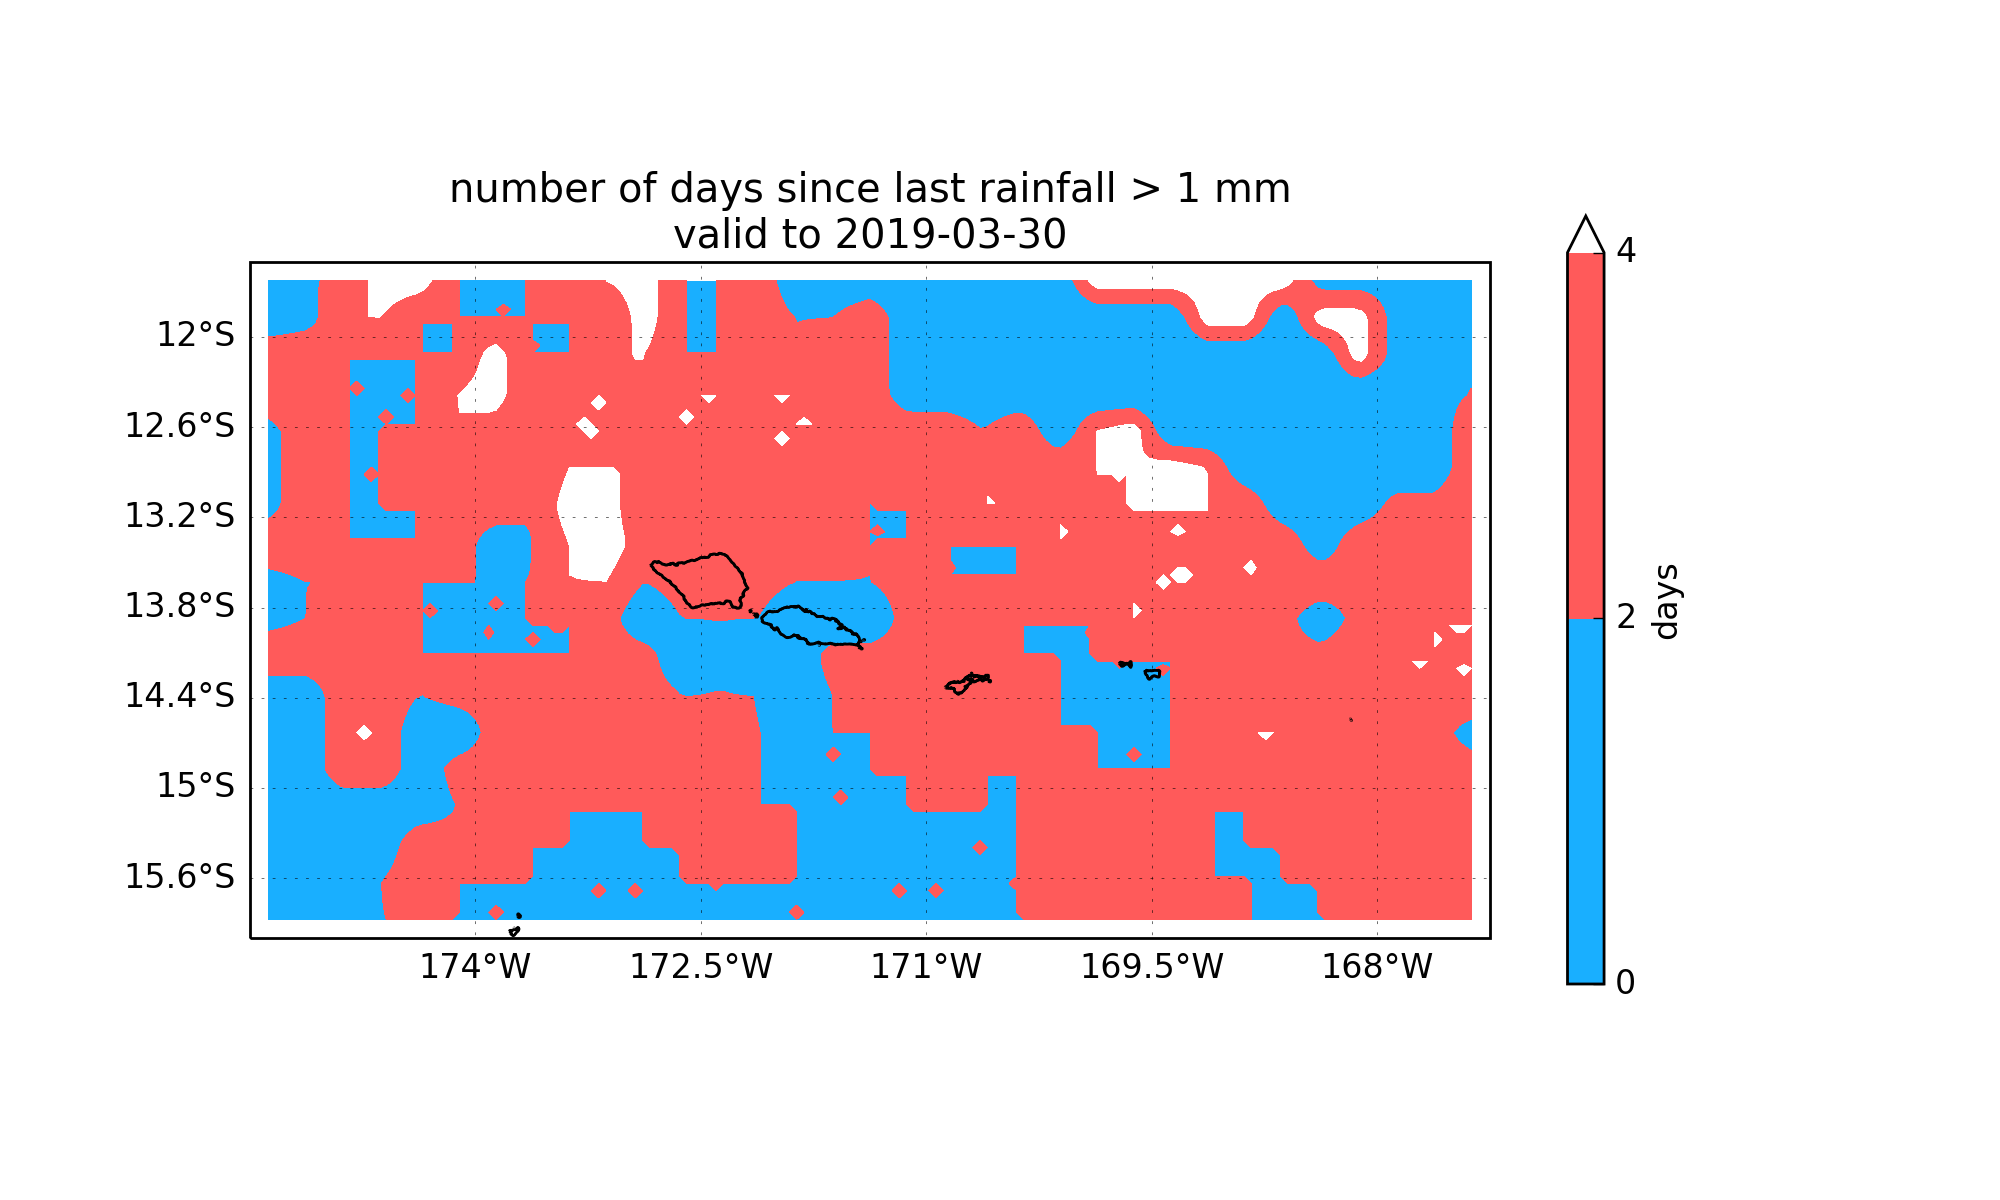 number of days since last rainfall > 1 mm
valid to 2019-03-30
12°S
12.6°S
13.2°S
13.8°S
14.4°S
15°S
15.6°S
174°W 172.5°W 171°W 169.5°W 168°W
4
2
0
days